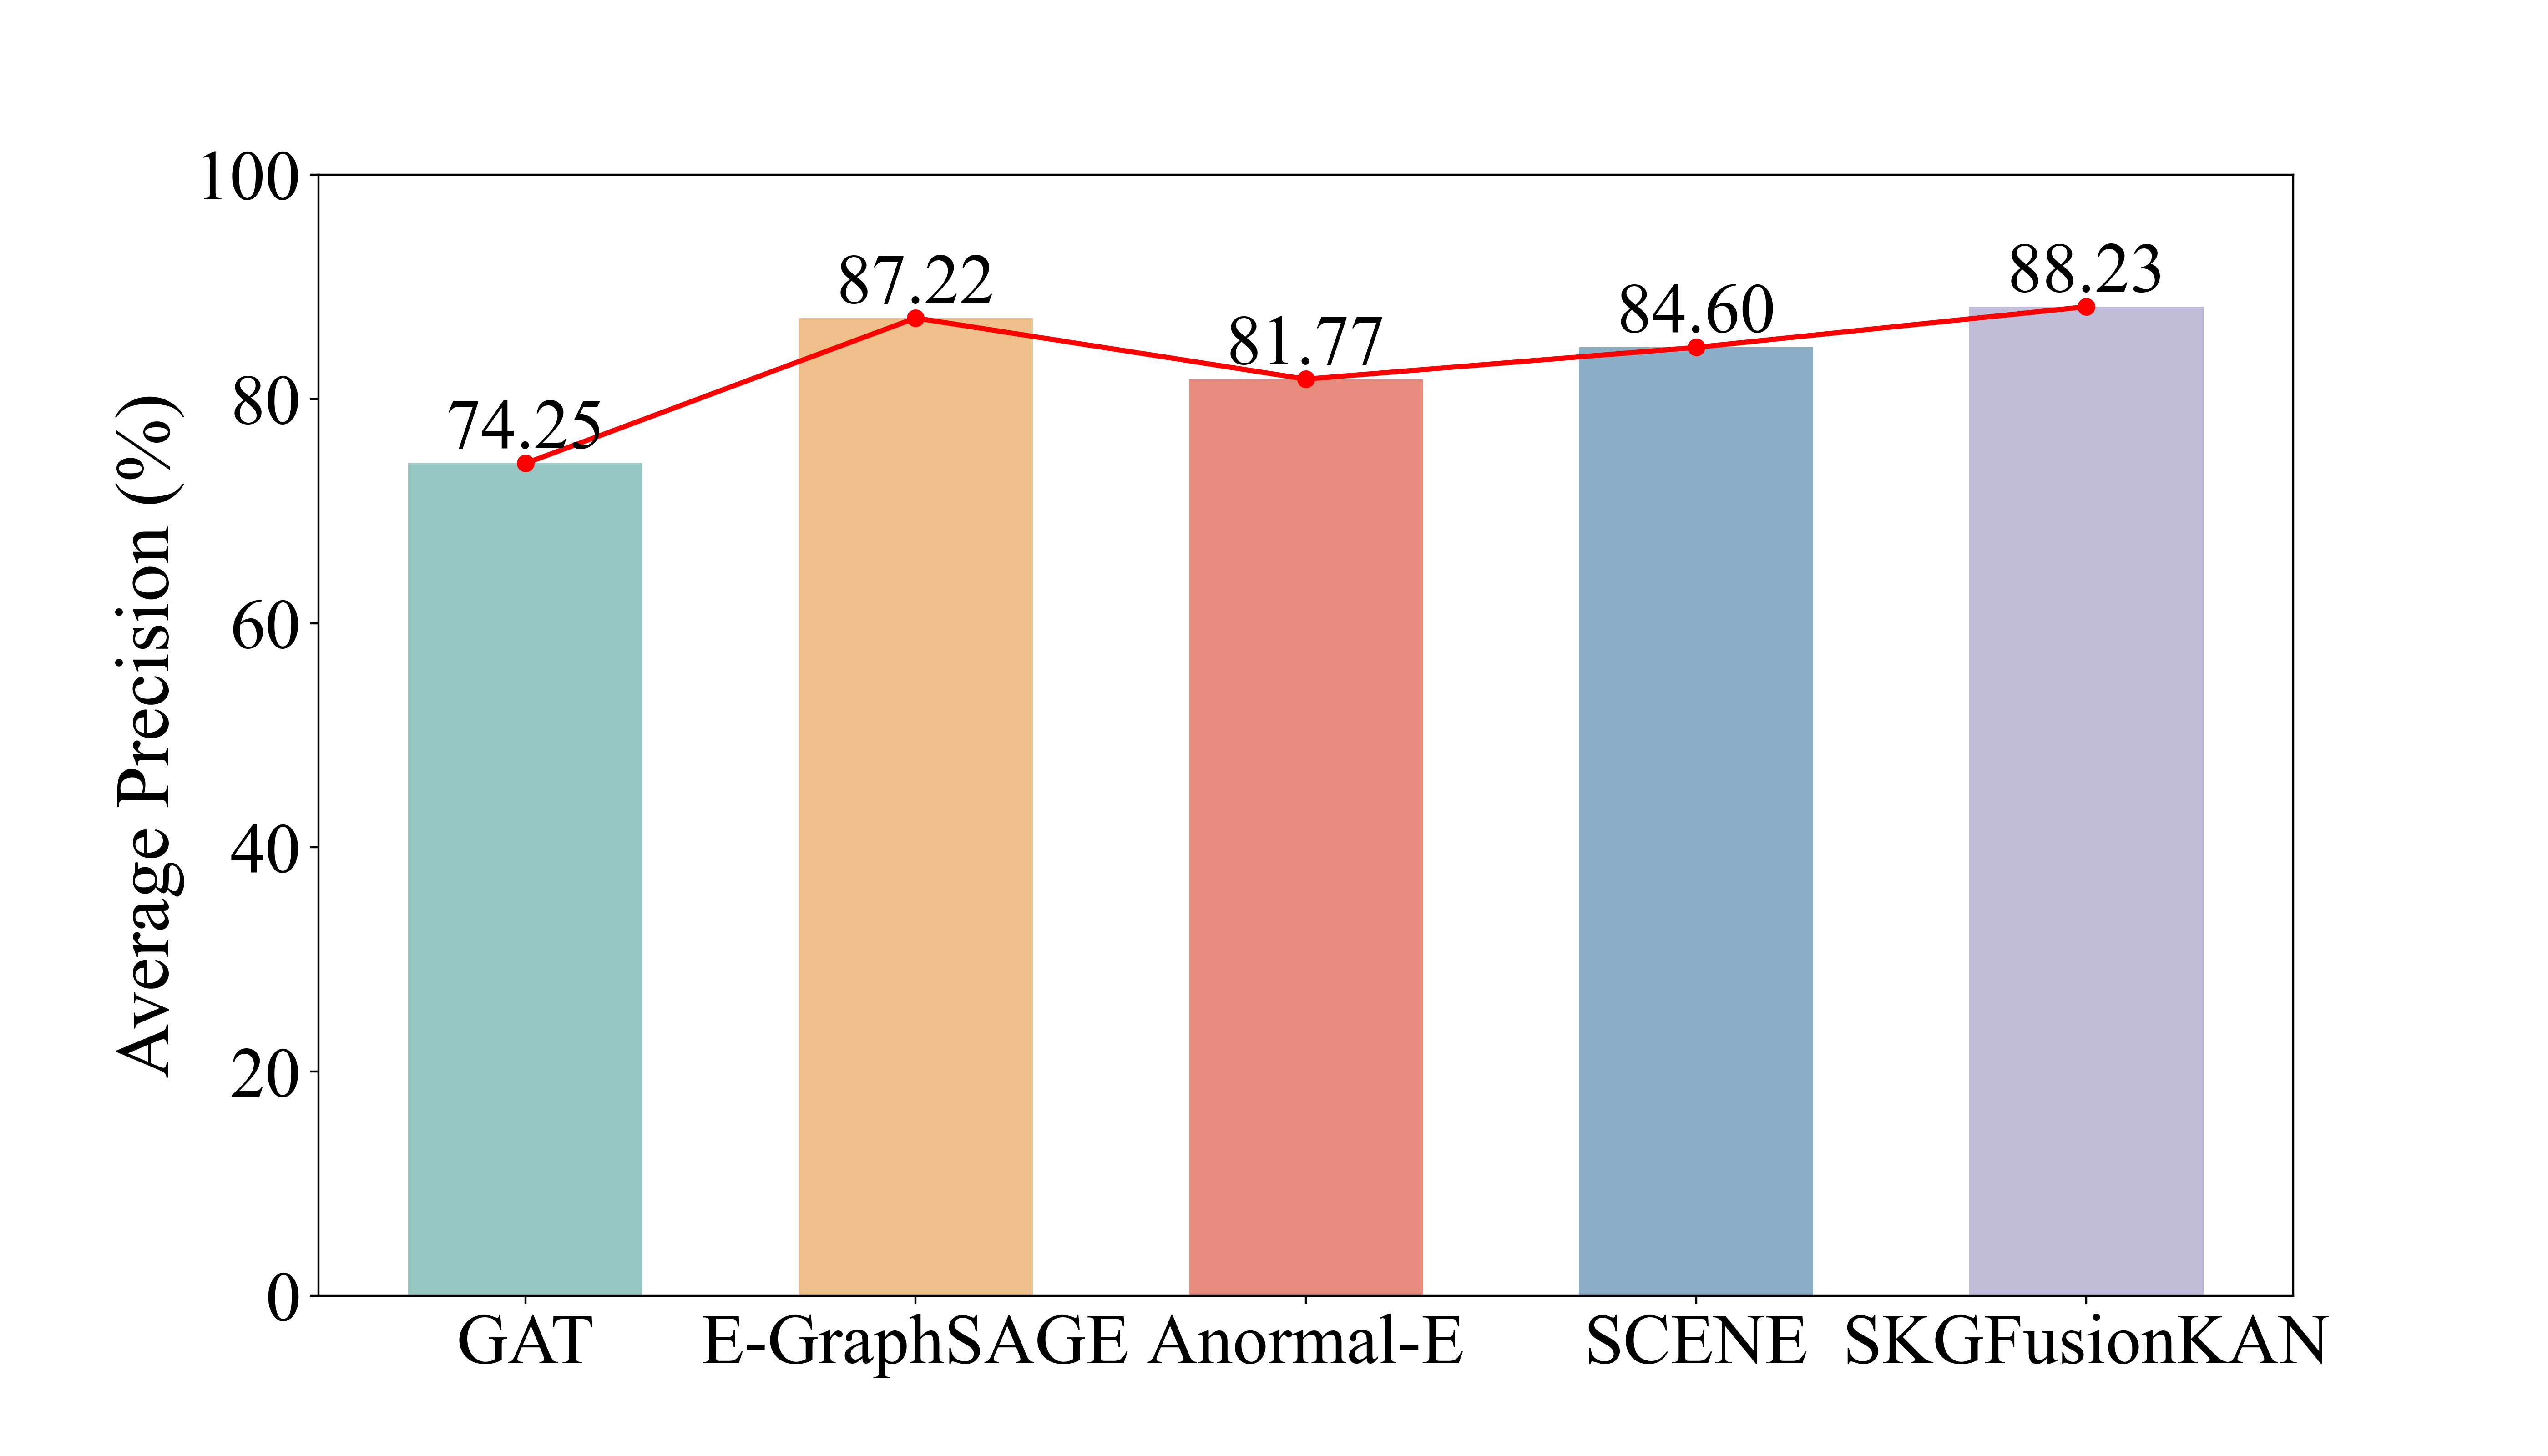 Average Precision (%)
100
80
60
40
20
0
74.25
87.22
81.77
84.60
88.23
GAT
E-GraphSAGE
Anormal-E
SCENE
SKGFusionKAN